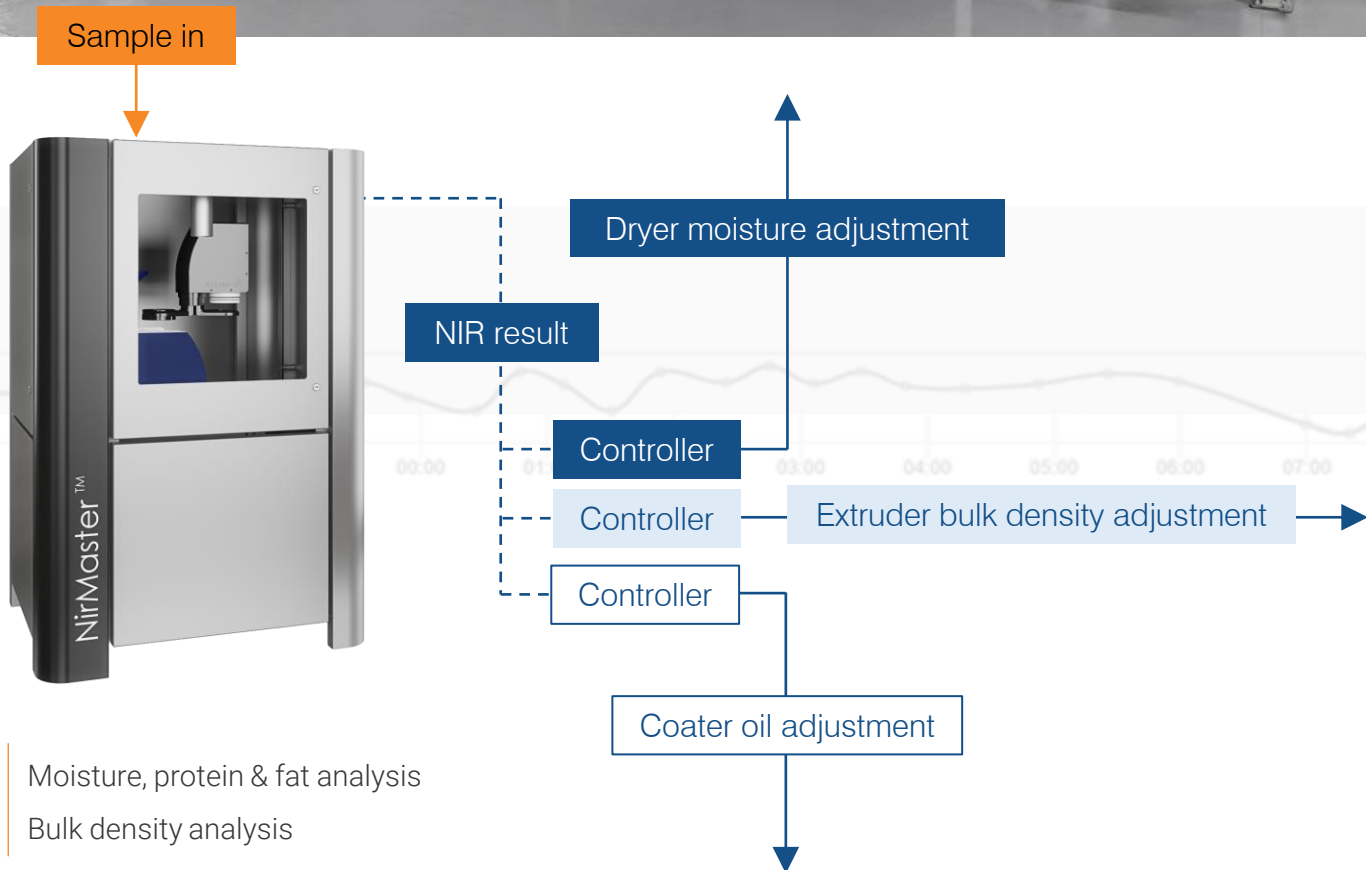 Sample in
Dryer moisture adjustment
NIR result
Controller
00:00
03:00
04:00
05:00
06:00
07:00
Controller
Extruder bulk density adjustment
Controller
NirMaster™
Coater oil adjustment
Moisture, protein & fat analysis
Bulk density analysis